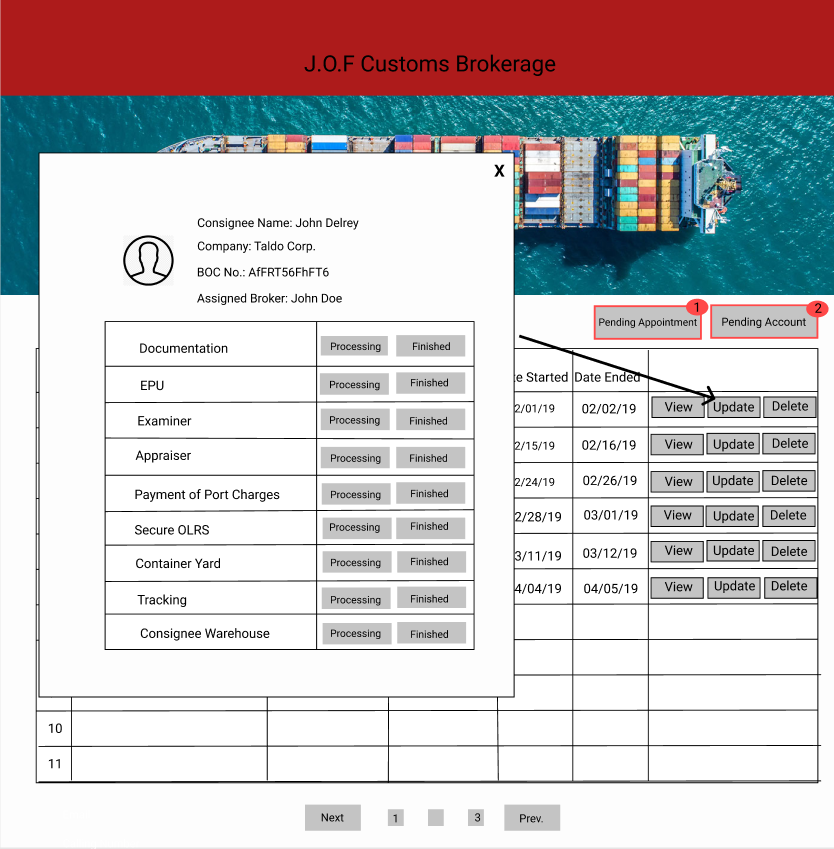 J.O.F Customs Brokerage
X
Consignee Name: John Delrey
Company: Taldo Corp.
BOC No.: AfFRT56FhFT6
Assigned Broker: John Doe
Documentation Processing Finished
EPU Processing Finished
Examiner Processing Finished
Appraiser Processing Finished
Payment of Port Charges Processing Finished
Secure OLRS Processing Finished
Container Yard Processing Finished
Tracking Processing Finished
Consignee Warehouse Processing Finished
1 2
Pending Appointment Pending Account
e Started Date Ended
2/01/19 02/02/19 View Update Delete
2/15/19 02/16/19 View Update Delete
2/24/19 02/26/19 View Update Delete
2/28/19 03/01/19 View Update Delete
3/11/19 03/12/19 View Update Delete
4/04/19 04/05/19 View Update Delete
10
11
Next 1 3 Prev.